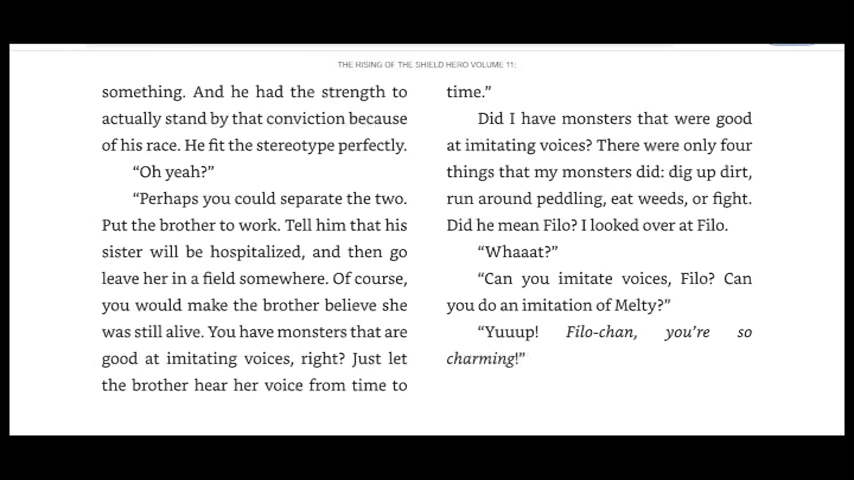 THE RISING OF THE SHIELD HERO VOLUME 11:
something. And he had the strength to
actually stand by that conviction because
of his race. He fit the stereotype perfectly.
“Oh yeah?”
“Perhaps you could separate the two.
Put the brother to work. Tell him that his
sister will be hospitalized, and then go
leave her in a field somewhere. Of course,
you would make the brother believe she
was still alive. You have monsters that are
good at imitating voices, right? Just let
the brother hear her voice from time to
time.”
Did I have monsters that were good
at imitating voices? There were only four
things that my monsters did: dig up dirt,
run around peddling, eat weeds, or fight.
Did he mean Filo? I looked over at Filo.
“Whaaat?”
“Can you imitate voices, Filo? Can
you do an imitation of Melty?”
“Yuuup! Filo-chan, you’re so
charming!”